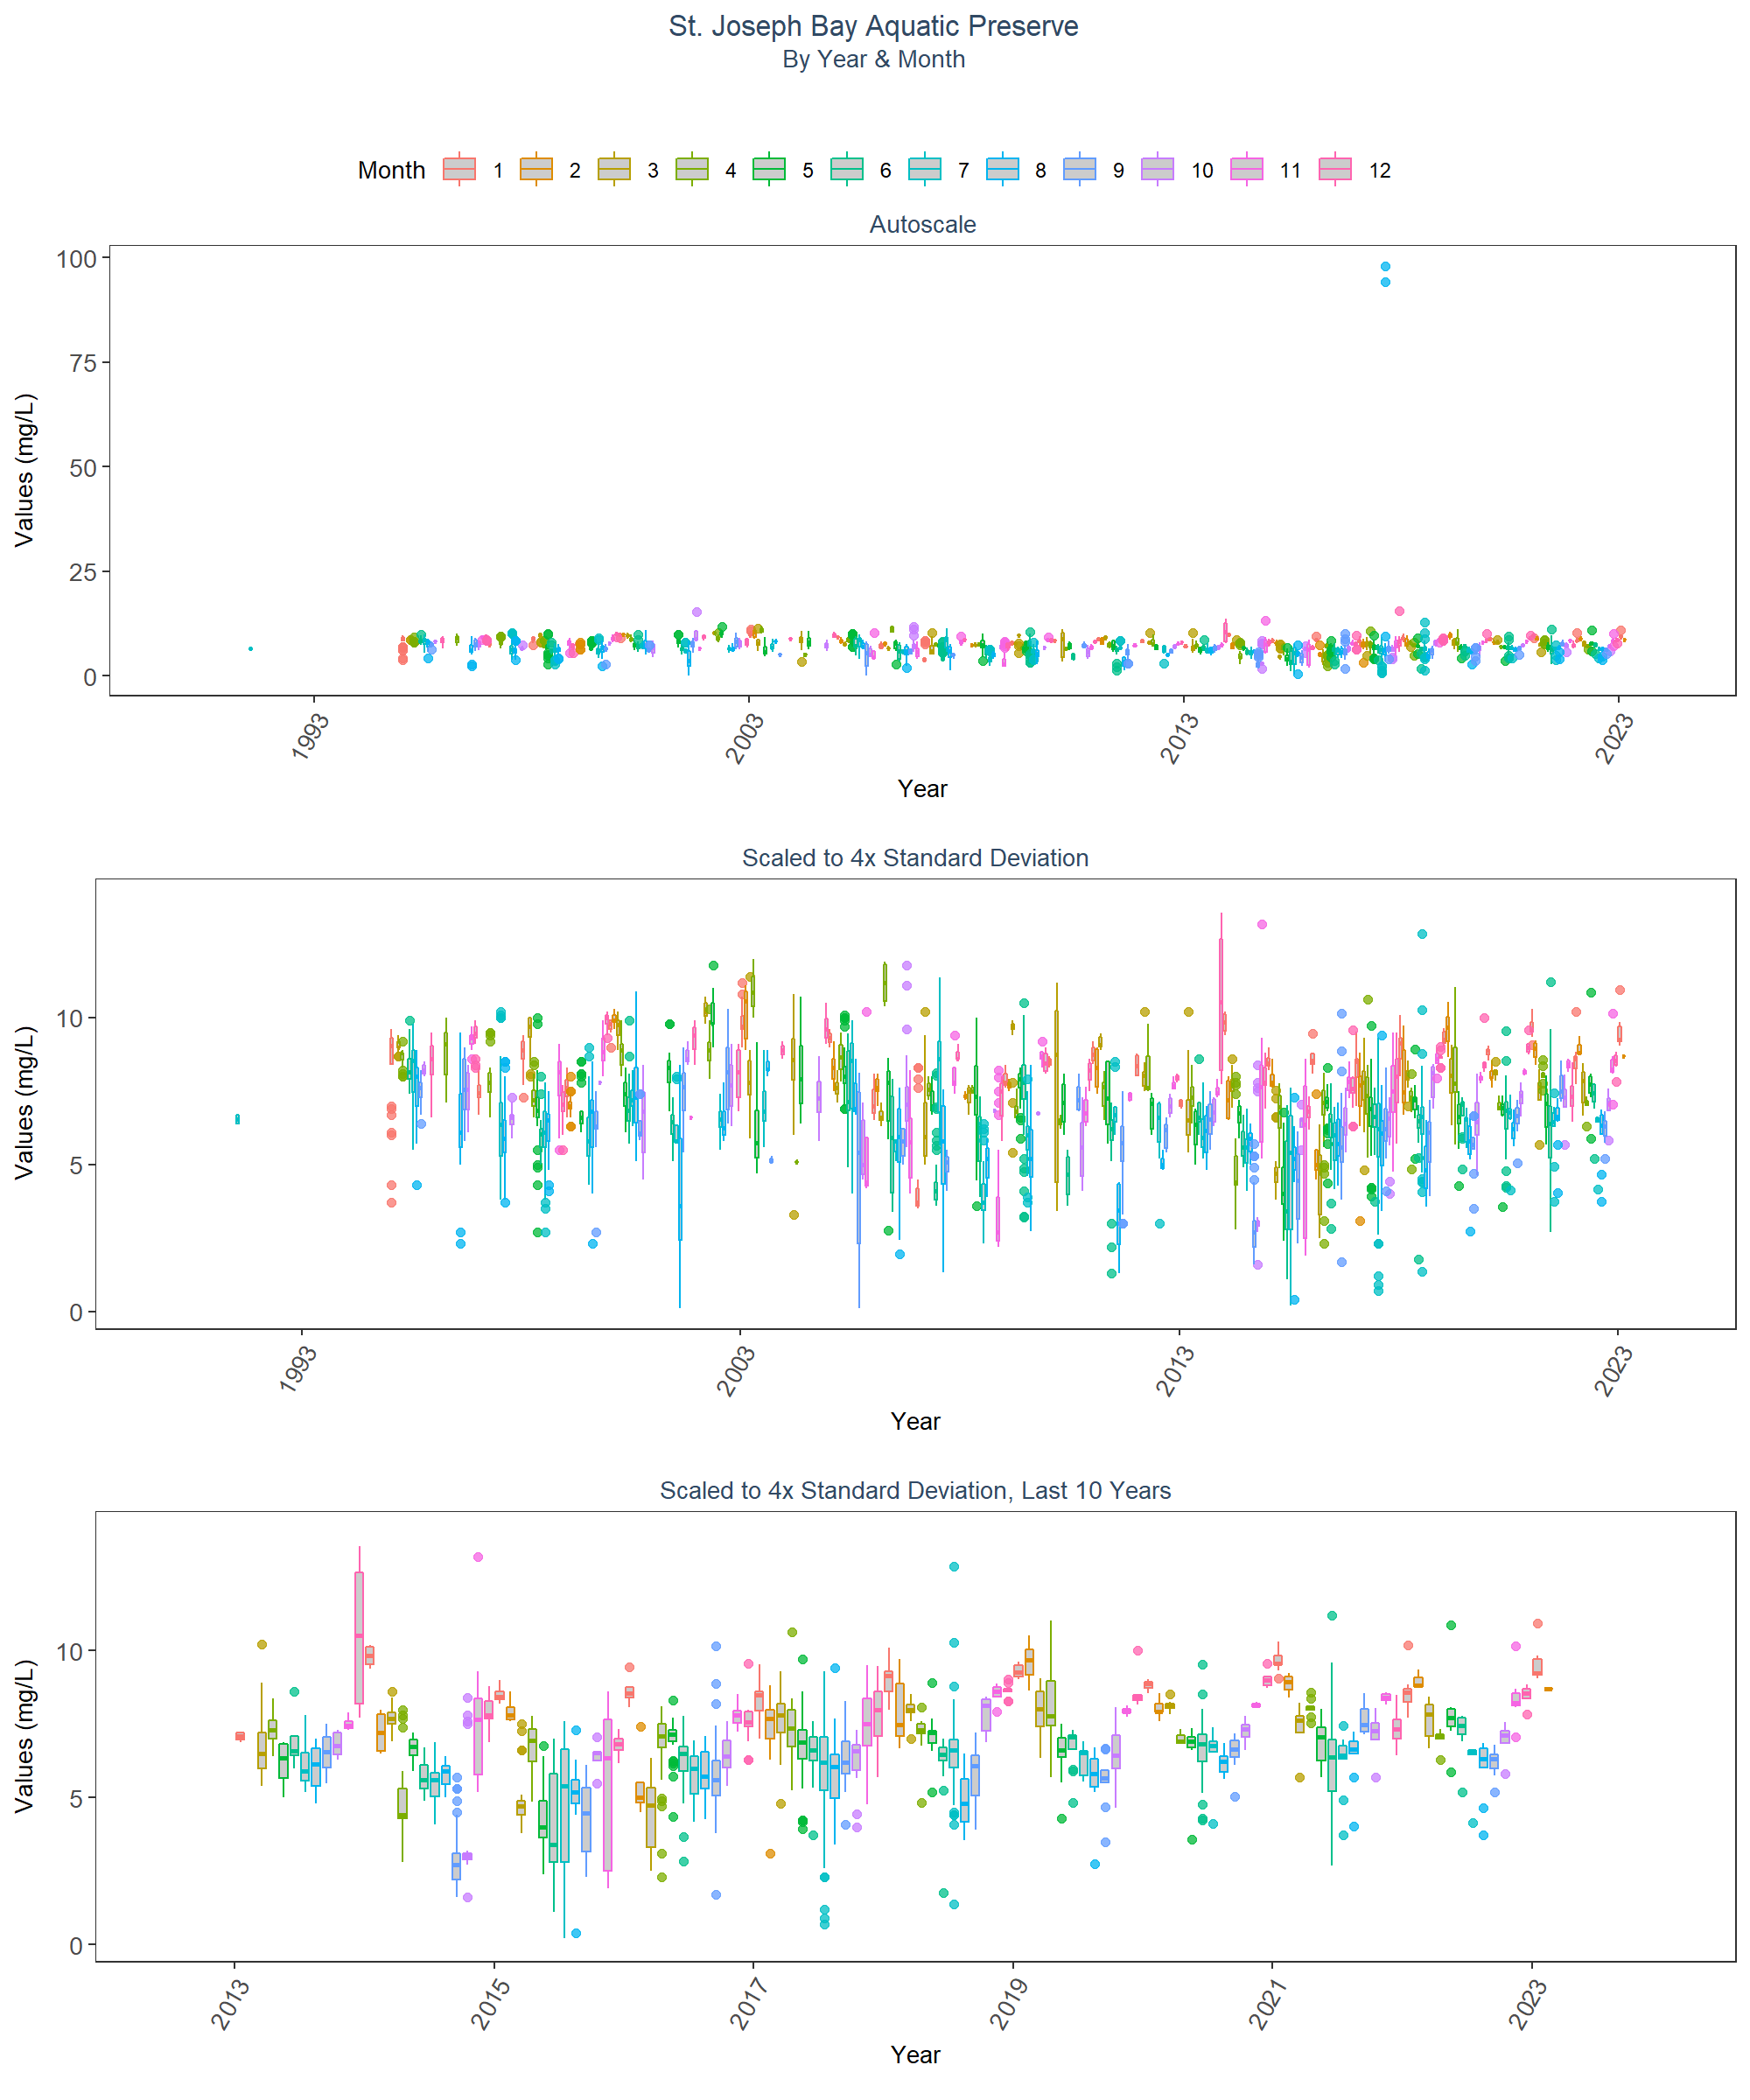 St. Joseph Bay Aquatic Preserve
By Year & Month
Month 1 2 3 4 5 6 7 8 9 10 11 12
Autoscale
Values (mg/L)
100
75
50
25
0
1993 2003 2013 2023
Year
Scaled to 4x Standard Deviation
Values (mg/L)
10
5
0
1993 2003 2013 2023
Year
Scaled to 4x Standard Deviation, Last 10 Years
Values (mg/L)
10
5
0
2013 2015 2017 2019 2021 2023
Year